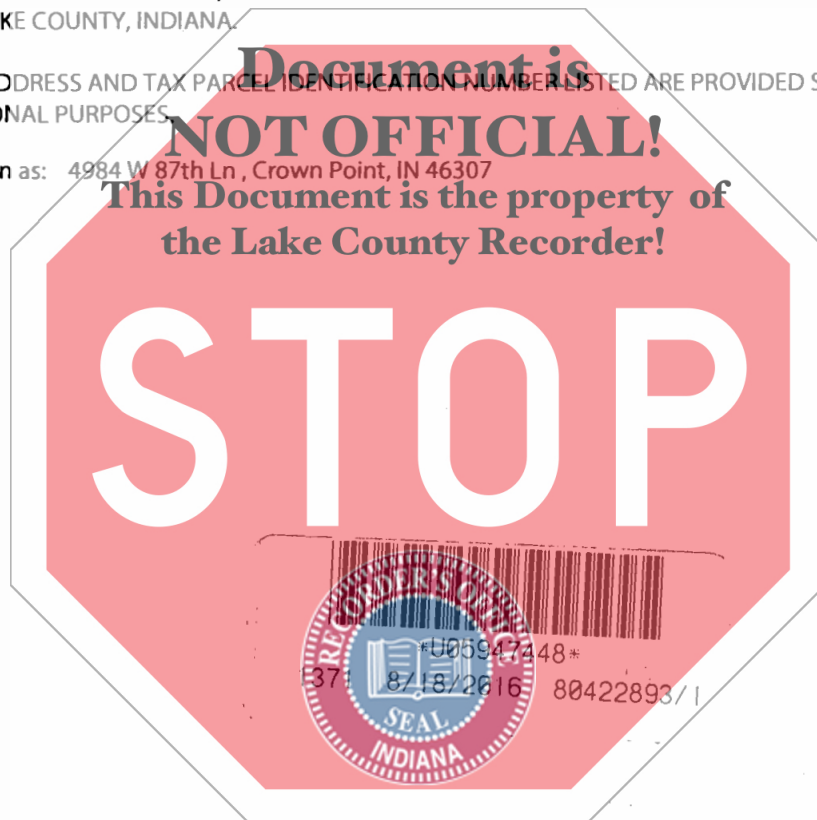 KE COUNTY, INDIANA.
Document is
DDRESS AND TAX PARCEL IDENTIFICATION NUMBER LISTED ARE PROVIDED S
ONAL PURPOSES.
NOT OFFICIAL!
n as: 4984 W 87th Ln , Crown Point, IN 46307
This Document is the property of
the Lake County Recorder!
STOP
RECORDER'S OFFICE
*U05947448*
1371 8/18/2016 80422893/1
SEAL
INDIANA